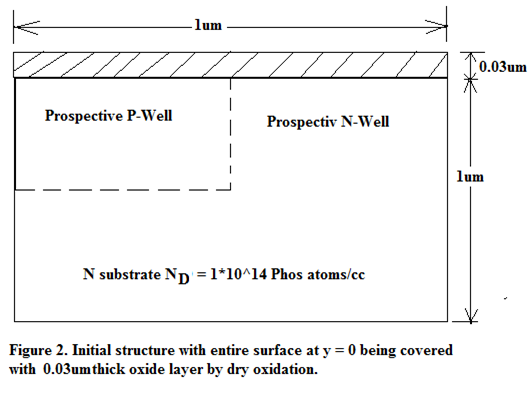 1um
0.03um
Prospective P-Well
Prospectiv N-Well
1um
N substrate ND = 1*10^14 Phos atoms/cc
Figure 2. Initial structure with entire surface at y = 0 being covered
with 0.03umthick oxide layer by dry oxidation.